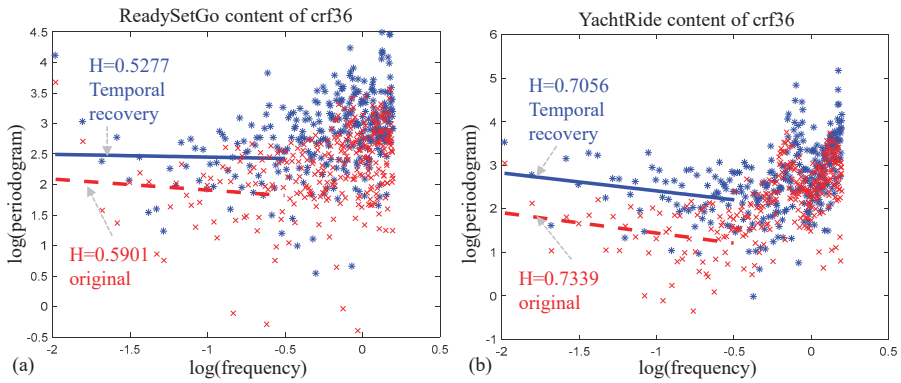 ReadySetGo content of crf36
4.5
4
3.5
3
2.5
2
1.5
1
0.5
0
-0.5
log(periodogram)
H=0.5277
Temporal
recovery
H=0.5901
original
-2
-1.5
-1
-0.5
0
0.5
log(frequency)
(a)
YachtRide content of crf36
6
5
4
3
2
1
0
-1
log(periodogram)
H=0.7056
Temporal
recovery
H=0.7339
original
-2
-1.5
-1
-0.5
0
0.5
log(frequency)
(b)